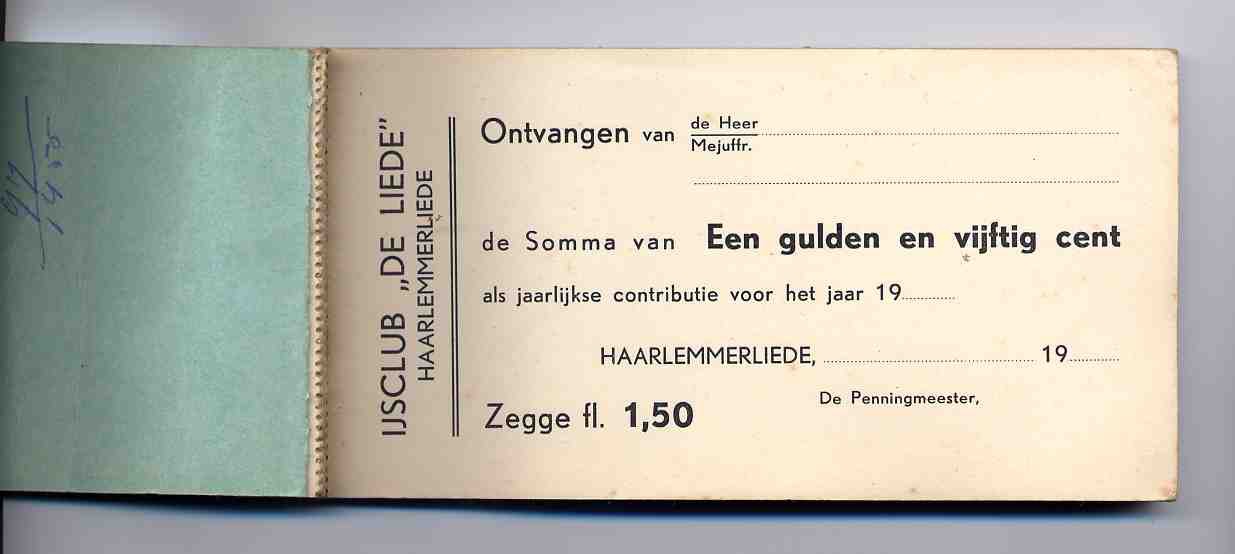 IJSCLUB „DE LIEDE”
HAARLEMMERLIEDE
Ontvangen van de Heer
Mejuffr.
de Somma van Een gulden en vijftig cent
als jaarlijkse contributie voor het jaar 19
HAARLEMMERLIEDE, 19
De Penningmeester,
Zegge fl. 1,50